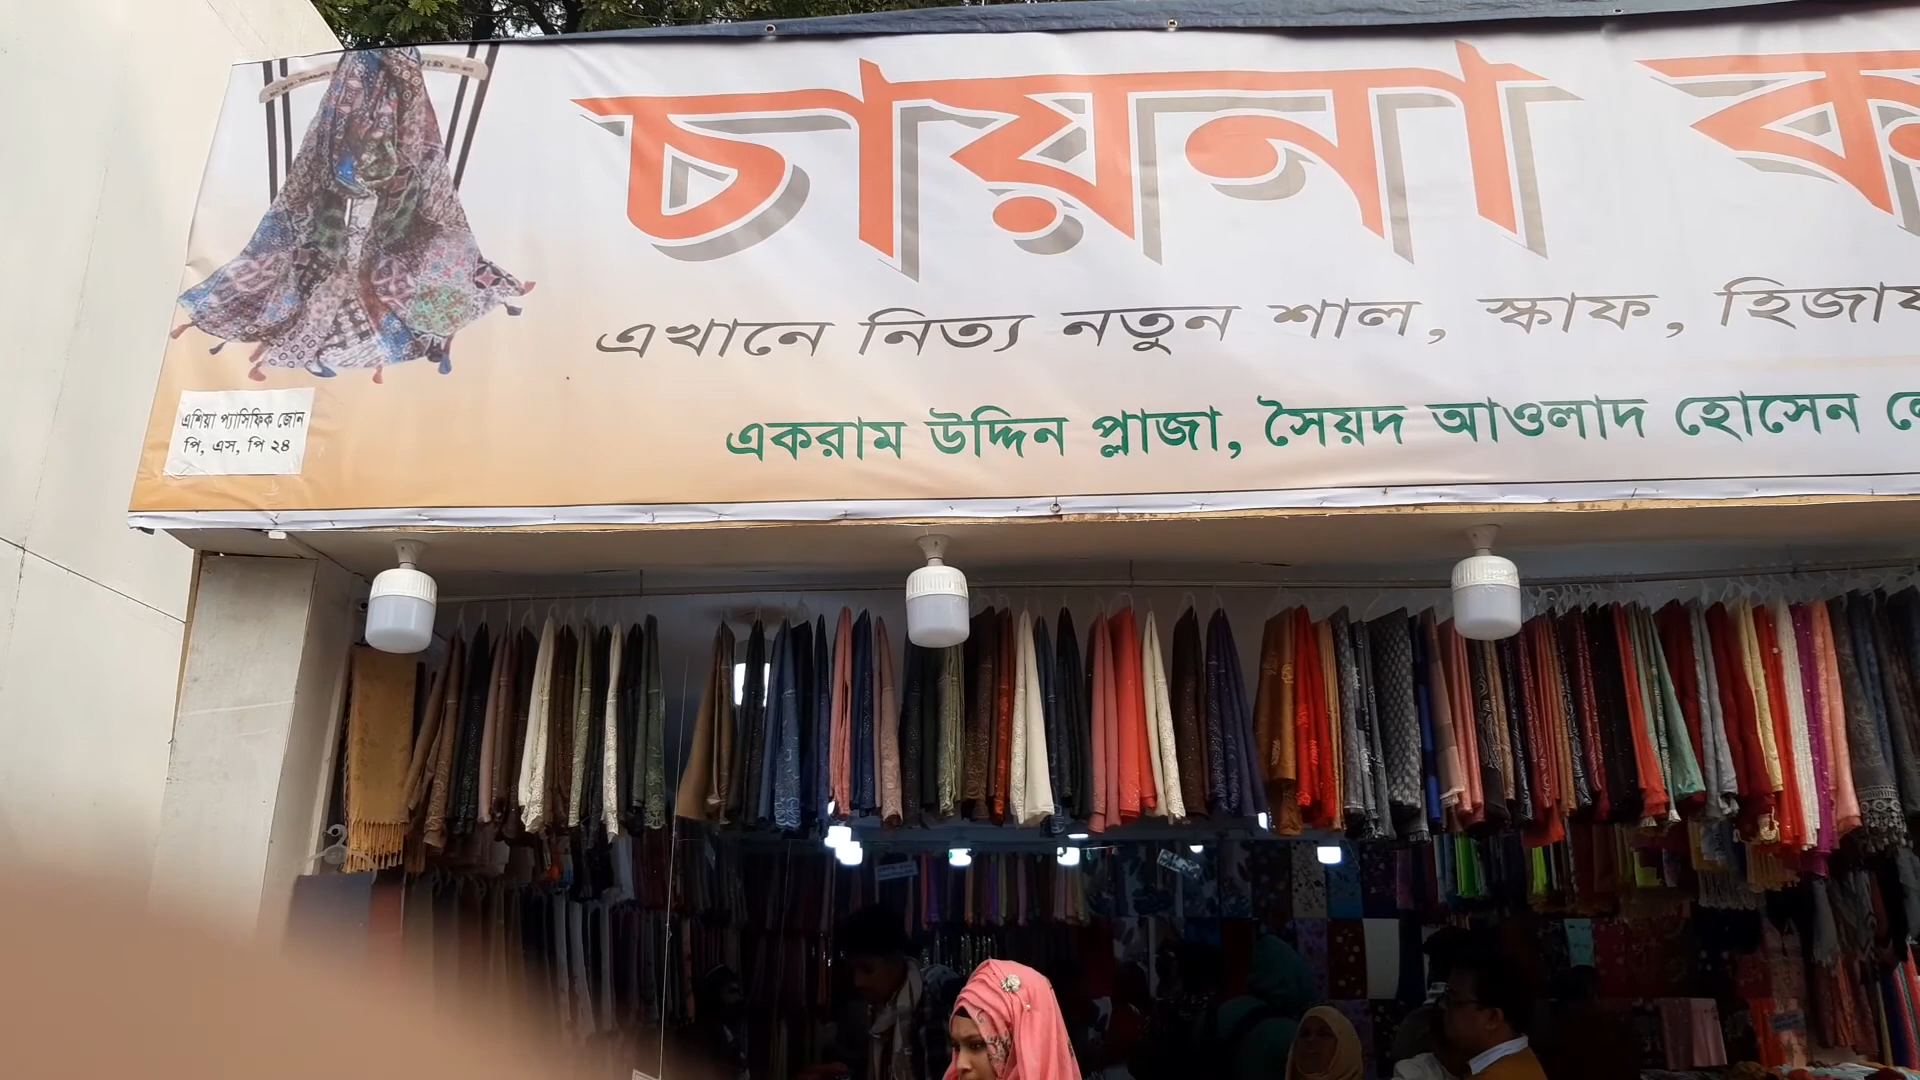 চায়না
এখানে নিত্য নতুন শাল, স্কাফ, হিজাব
একরাম উদ্দিন প্লাজা, সৈয়দ আওলাদ হোসেন
এশিয়া প্যাসিফিক জোন
পি, এস, পি ২৪